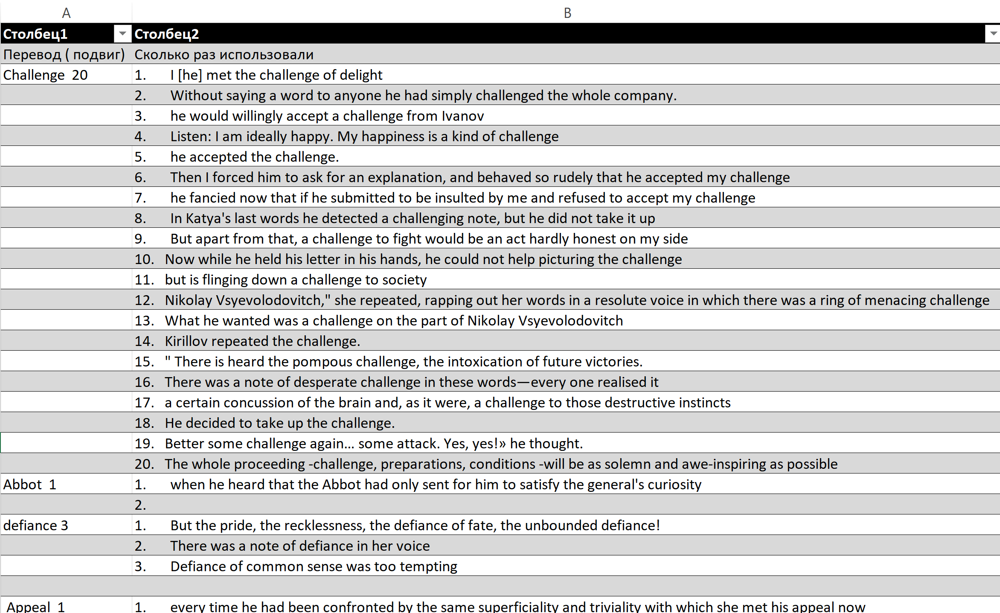 A B
Столбец1 Столбец2
Перевод ( подвиг) Сколько раз использовали
Challenge 20 1. I [he] met the challenge of delight
2. Without saying a word to anyone he had simply challenged the whole company.
3. he would willingly accept a challenge from Ivanov
4. Listen: I am ideally happy. My happiness is a kind of challenge
5. he accepted the challenge.
6. Then I forced him to ask for an explanation, and behaved so rudely that he accepted my challenge
7. he fancied now that if he submitted to be insulted by me and refused to accept my challenge
8. In Katya's last words he detected a challenging note, but he did not take it up
9. But apart from that, a challenge to fight would be an act hardly honest on my side
10. Now while he held his letter in his hands, he could not help picturing the challenge
11. but is flinging down a challenge to society
12. Nikolay Vsyevolodovitch," she repeated, rapping out her words in a resolute voice in which there was a ring of menacing challenge
13. What he wanted was a challenge on the part of Nikolay Vsyevolodovitch
14. Kirillov repeated the challenge.
15. " There is heard the pompous challenge, the intoxication of future victories.
16. There was a note of desperate challenge in these words—every one realised it
17. a certain concussion of the brain and, as it were, a challenge to those destructive instincts
18. He decided to take up the challenge.
19. Better some challenge again… some attack. Yes, yes!» he thought.
20. The whole proceeding -challenge, preparations, conditions -will be as solemn and awe-inspiring as possible
Abbot 1 1. when he heard that the Abbot had only sent for him to satisfy the general's curiosity
2.
defiance 3 1. But the pride, the recklessness, the defiance of fate, the unbounded defiance!
2. There was a note of defiance in her voice
3. Defiance of common sense was too tempting
Appeal 1 1. every time he had been confronted by the same superficiality and triviality with which she met his appeal now